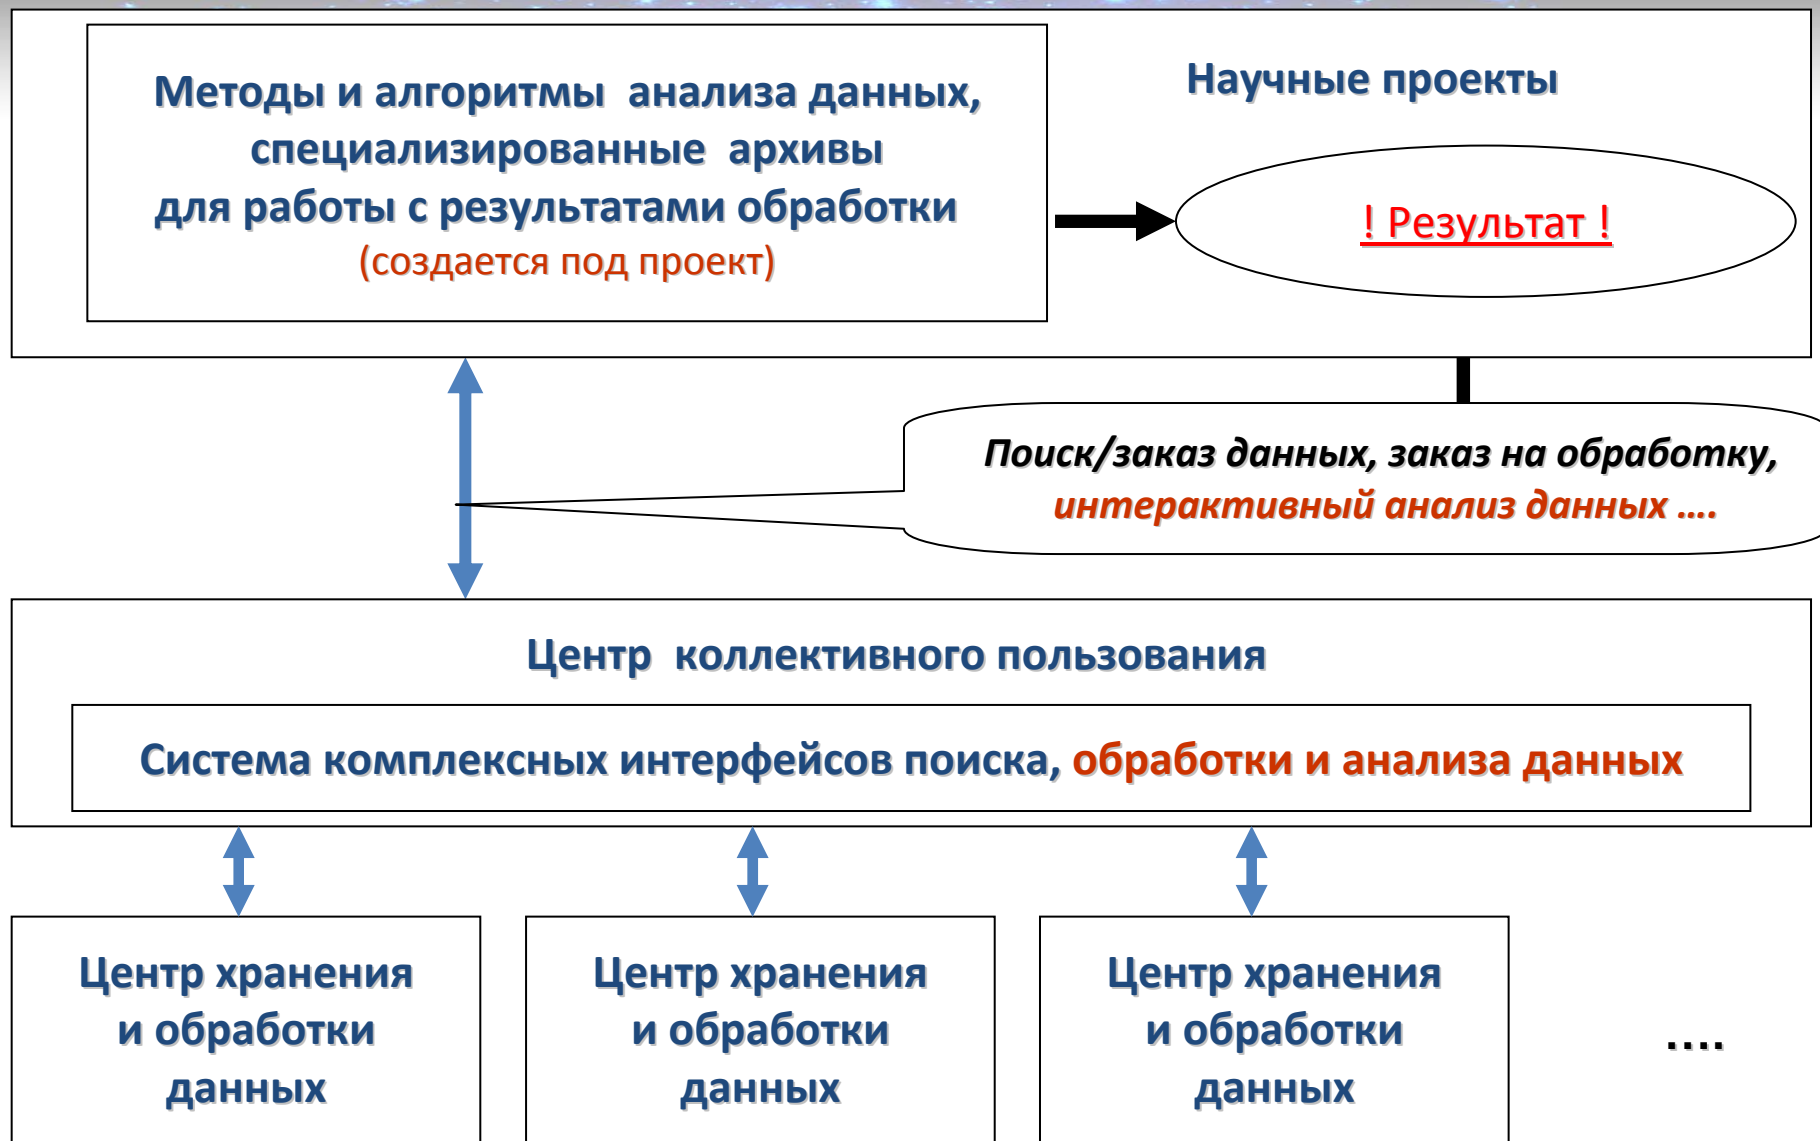 Методы и алгоритмы анализа данных,
специализированные архивы
для работы с результатами обработки
(создается под проект)
Научные проекты
! Результат !
Поиск/заказ данных, заказ на обработку,
интерактивный анализ данных ....
Центр коллективного пользования
Система комплексных интерфейсов поиска, обработки и анализа данных
Центр хранения
и обработки
данных
Центр хранения
и обработки
данных
Центр хранения
и обработки
данных
....